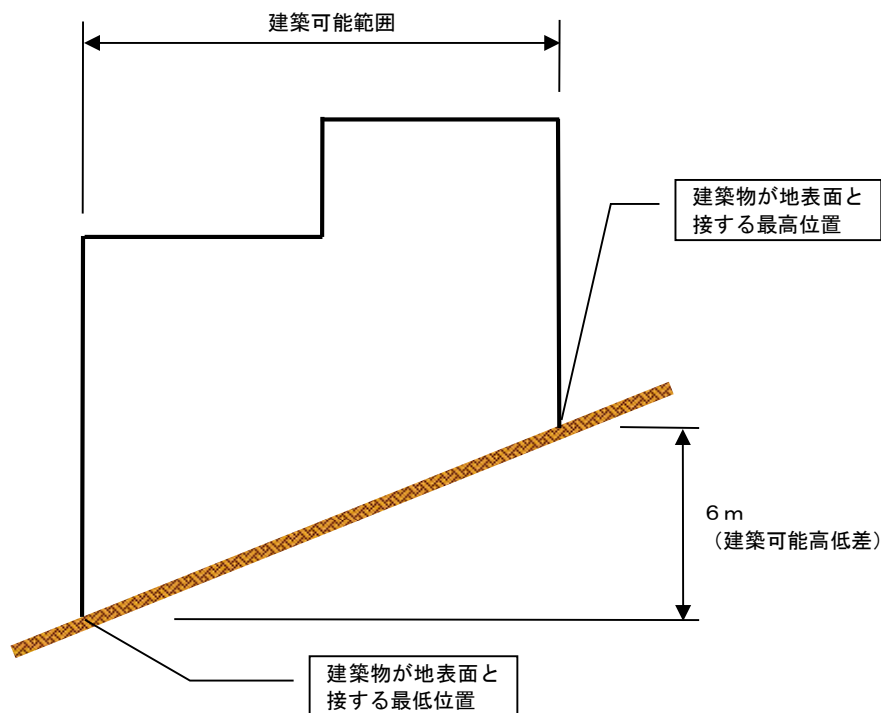 建築可能範囲
建築物が地表面と
接する最高位置
６ｍ
（建築可能高低差）
建築物が地表面と
接する最低位置